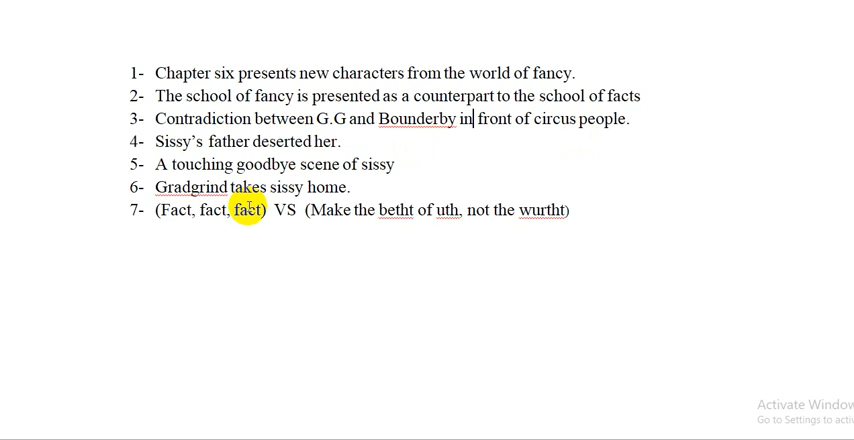 1- Chapter six presents new characters from the world of fancy.
2- The school of fancy is presented as a counterpart to the school of facts
3- Contradiction between G.G and Bounderby in front of circus people.
4- Sissy's father deserted her.
5- A touching goodbye scene of sissy
6- Gradgrind takes sissy home.
7- (Fact, fact, fact) VS (Make the betht of uth, not the wurtht)
Activate Window
Go to Settings to activ